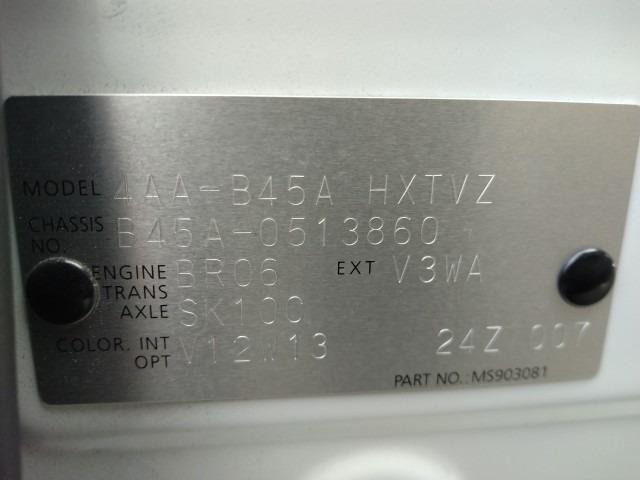 MODEL 4AA-B45A HXTVZ
CHASSIS NO. B45A-0513860
ENGINE BR06 EXT V3WA
TRANS AXLE SK10C
COLOR, INT OPT V12W13 24Z 007
PART NO.: MS903081